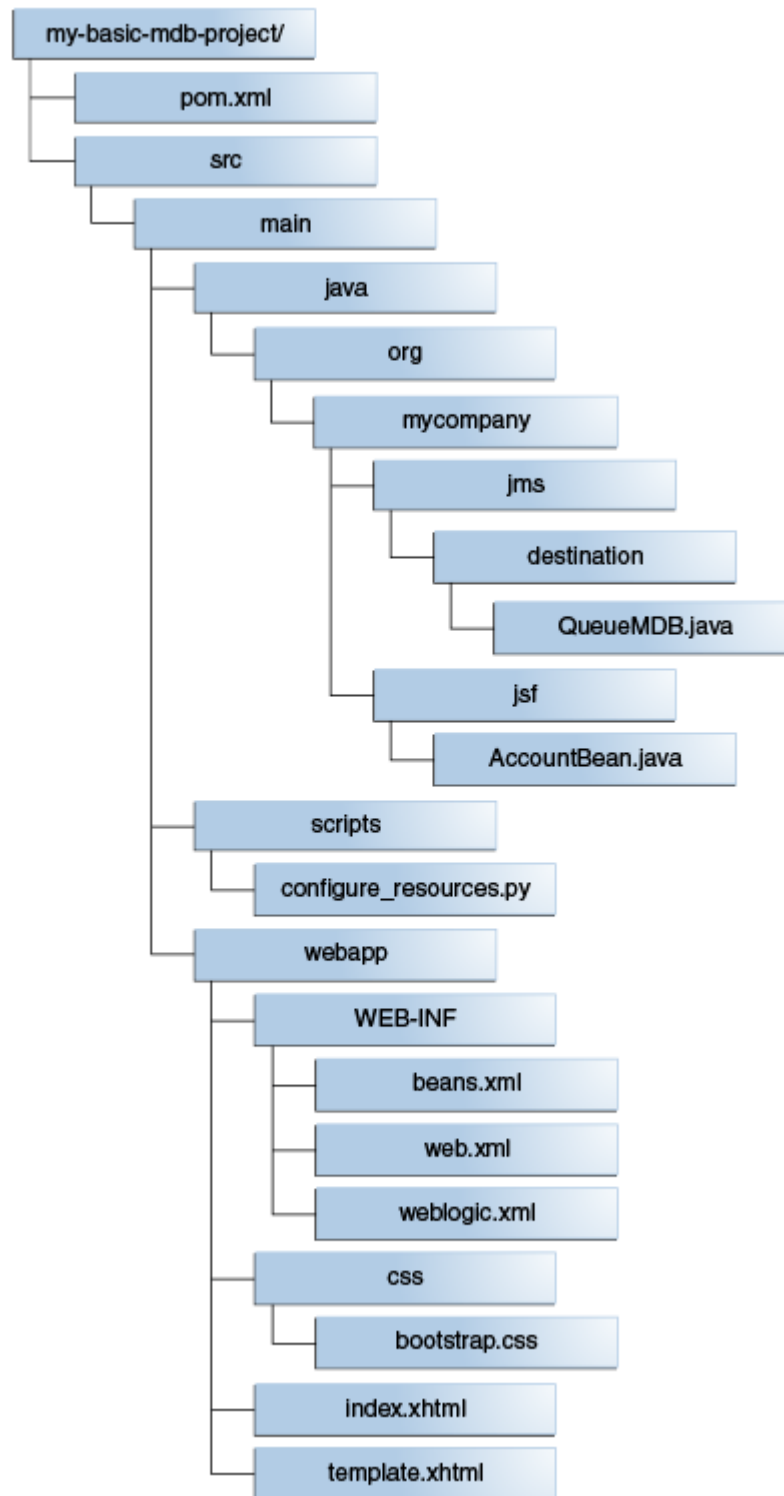 my-basic-mdb-project/
pom.xml
src
main
java
org
mycompany
jms
destination
QueueMDB.java
jsf
AccountBean.java
scripts
configure_resources.py
webapp
WEB-INF
beans.xml
web.xml
weblogic.xml
css
bootstrap.css
index.xhtml
template.xhtml